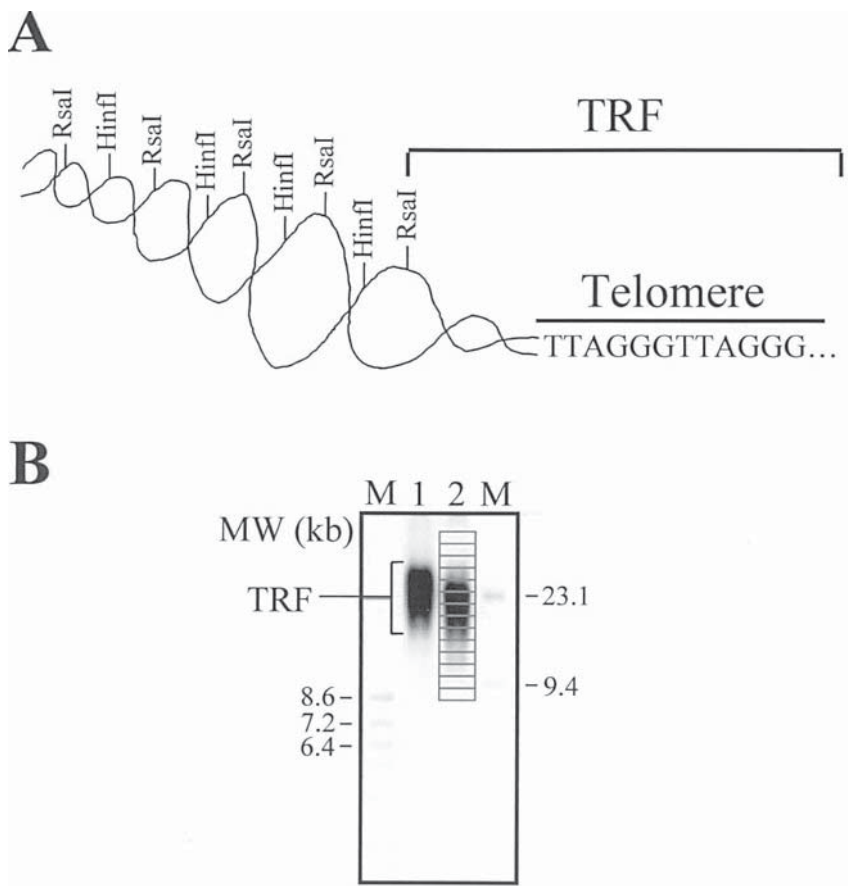 A
RsaI
HinfI
RsaI
HinfI
RsaI
HinfI
RsaI
HinfI
RsaI
TRF
Telomere
TTAGGGTTAGGG...
B
M 1 2 M
MW (kb)
TRF
23.1
9.4
8.6
7.2
6.4